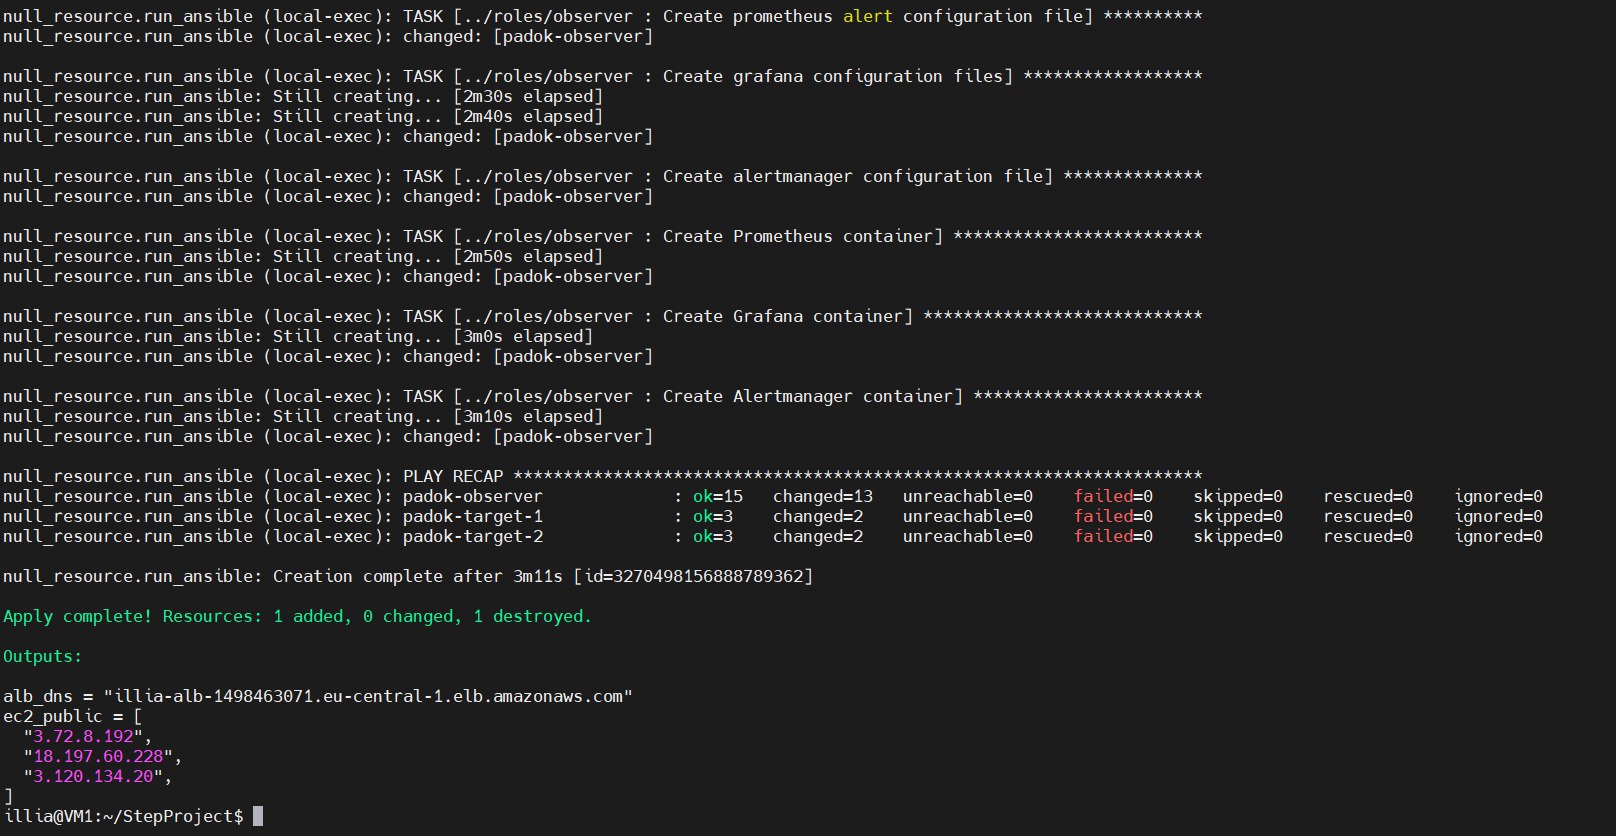 null_resource.run_ansible (local-exec): TASK [../roles/observer : Create prometheus alert configuration file] **********
null_resource.run_ansible (local-exec): changed: [padok-observer]
null_resource.run_ansible (local-exec): TASK [../roles/observer : Create grafana configuration files] ******************
null_resource.run_ansible: Still creating... [2m30s elapsed]
null_resource.run_ansible: Still creating... [2m40s elapsed]
null_resource.run_ansible (local-exec): changed: [padok-observer]
null_resource.run_ansible (local-exec): TASK [../roles/observer : Create alertmanager configuration file] **************
null_resource.run_ansible (local-exec): changed: [padok-observer]
null_resource.run_ansible (local-exec): TASK [../roles/observer : Create Prometheus container] *************************
null_resource.run_ansible: Still creating... [2m50s elapsed]
null_resource.run_ansible (local-exec): changed: [padok-observer]
null_resource.run_ansible (local-exec): TASK [../roles/observer : Create Grafana container] ****************************
null_resource.run_ansible: Still creating... [3m0s elapsed]
null_resource.run_ansible (local-exec): changed: [padok-observer]
null_resource.run_ansible (local-exec): TASK [../roles/observer : Create Alertmanager container] ***********************
null_resource.run_ansible: Still creating... [3m10s elapsed]
null_resource.run_ansible (local-exec): changed: [padok-observer]
null_resource.run_ansible (local-exec): PLAY RECAP *********************************************************************
null_resource.run_ansible (local-exec): padok-observer             : ok=15   changed=13   unreachable=0    failed=0    skipped=0    rescued=0    ignored=0
null_resource.run_ansible (local-exec): padok-target-1             : ok=3    changed=2    unreachable=0    failed=0    skipped=0    rescued=0    ignored=0
null_resource.run_ansible (local-exec): padok-target-2             : ok=3    changed=2    unreachable=0    failed=0    skipped=0    rescued=0    ignored=0
null_resource.run_ansible: Creation complete after 3m11s [id=3270498156888789362]
Apply complete! Resources: 1 added, 0 changed, 1 destroyed.
Outputs:
alb_dns = "illia-alb-1498463071.eu-central-1.elb.amazonaws.com"
ec2_public = [
  "3.72.8.192",
  "18.197.60.228",
  "3.120.134.20",
]
illia@VM1:~/StepProject$